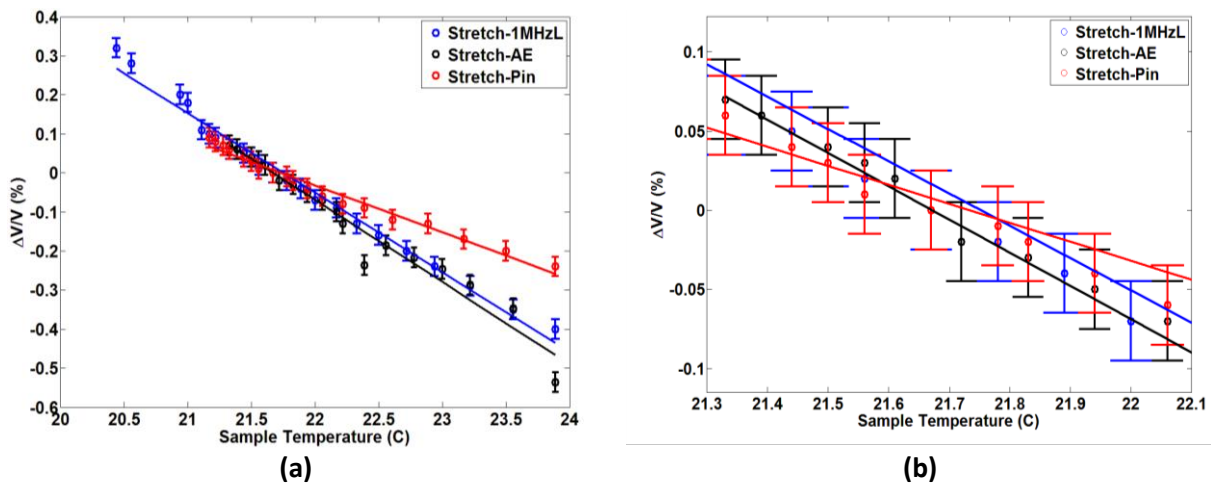 0.4
0.3
0.2
0.1
0
-0.1
-0.2
-0.3
-0.4
-0.5
-0.6
ΔV/V (%)
20 20.5 21 21.5 22 22.5 23 23.5 24
Sample Temperature (C)
Stretch-1MHzL
Stretch-AE
Stretch-Pin
(a)
0.1
0.05
0
-0.05
-0.1
ΔV/V (%)
21.3 21.4 21.5 21.6 21.7 21.8 21.9 22 22.1
Sample Temperature (C)
Stretch-1MHzL
Stretch-AE
Stretch-Pin
(b)